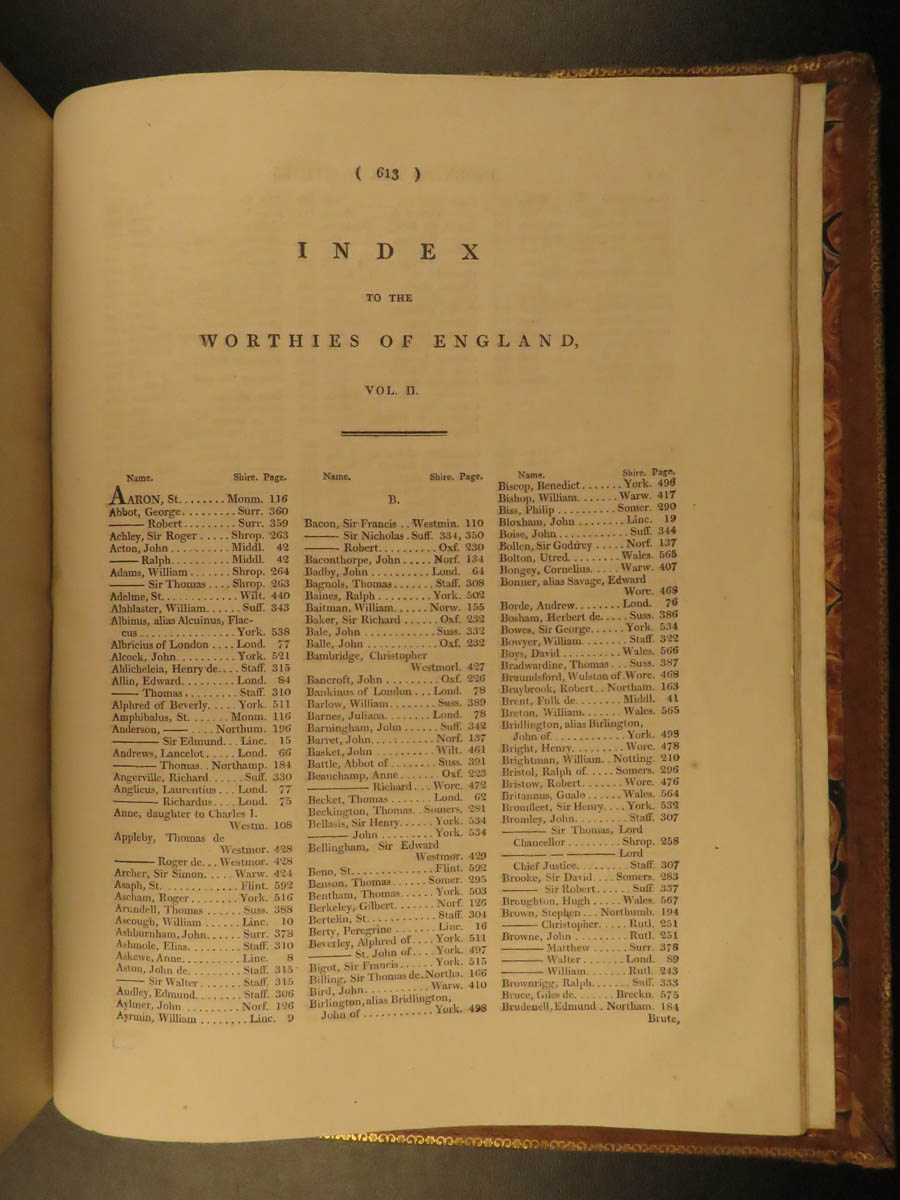 ( 613 )
INDEX
TO THE
WORTHIES OF ENGLAND,
VOL. II.
Name. Shire. Page.
AARON, St........ Monm. 116
Abbot, George......... Surr. 360
—— Robert......... Surr. 359
Achley, Sir Roger ..... Shrop. 263
Acton, John .......... Middl. 42
—— Ralph.......... Middl. 42
Adams, William ....... Shrop. 264
—— Sir Thomas .... Shrop. 263
Adelme, St............. Wilt. 440
Alablaster, William...... Suff. 343
Albinus, alias Alcuinus, Flac-
cus ................ York. 538
Albricius of London .... Lond. 77
Alcock, John.......... York. 521
Aldicheleia, Henry de.... Staff. 315
Allin, Edward......... Lond. 84
—— Thomas......... Staff. 310
Alphred of Beverly..... York. 511
Amphibalus, St. ...... Monm. 116
Anderson, —— .... Northum. 196
—— Sir Edmund... Linc. 15
Andrews, Lancelot..... Lond. 66
—— Thomas.. Northamp. 184
Angerville, Richard...... Suff. 330
Anglicus, Laurentius ... Lond. 77
—— Richardus.... Lond. 75
Anne, daughter to Charles I.
Westm. 108
Appleby, Thomas de
Westmor. 428
—— Roger de... Westmor. 428
Archer, Sir Simon..... Warw. 424
Asaph, St. ............ Flint. 592
Ascham, Roger........ York. 516
Arundell, Thomas ...... Suss. 388
Ascough, William ...... Linc. 10
Ashburnham, John...... Surr. 378
Ashmole, Elias........ Staff. 310
Askewe, Anne.......... Linc. 8
Aston, John de........ Staff. 315
—— Sir Walter...... Staff. 315
Audley, Edmund....... Staff. 306
Aylmer, John.......... Norf. 126
Ayrmin, William ........ Linc. 9
Name. Shire. Page.
B.
Bacon, Sir Francis .. Westmin. 110
—— Sir Nicholas . Suff. 334, 350
—— Robert.......... Oxf. 230
Baconthorpe, John..... Norf. 134
Badby, John .......... Lond. 64
Bagnols, Thomas....... Staff. 308
Baines, Ralph ......... York. 502
Baitman, William...... Norw. 155
Baker, Sir Richard ...... Oxf. 232
Bale, John ............ Suss. 332
Balle, John ............ Oxf. 232
Bambridge, Christopher
Westmorl. 427
Bancroft, John ......... Oxf. 226
Bankinus of London... Lond. 78
Barlow, William........ Suss. 389
Barnes, Juliana........ Lond. 78
Barningham, John ...... Suff. 342
Barret, John........... Norf. 137
Basket, John .......... Wilt. 461
Battle, Abbot of ....... Suss. 391
Beauchamp, Anne....... Oxf. 223
—— Richard ... Worc. 472
Becket, Thomas ....... Lond. 62
Beckington, Thomas.. Somers. 281
Bellasis, Sir Henry...... York. 534
—— John .......... York. 534
Bellingham, Sir Edward
Westmor. 429
Beno, St.............. Flint. 592
Benson, Thomas ...... Somer. 295
Bentham, Thomas...... York. 503
Berkeley, Gilbert....... Norf. 126
Bertelin, St............ Staff. 304
Berty, Peregrine ....... Linc. 16
Beverley, Alphred of.... York. 511
—— St. John of.... York. 497
Bigot, Sir Francis...... York. 515
Billing, Sir Thomas de. Northa. 166
Bird, John............ Warw. 410
Birlington, alias Bridlington,
John of ............ York. 498
Name. Shire. Page.
Biscop, Benedict....... York. 496
Bishop, William....... Warw. 417
Biss, Philip .......... Somer. 290
Bloxham, John ........ Linc. 19
Boise, John............ Suff. 344
Bollen, Sir Godfrey ..... Norf. 137
Bolton, Utred......... Wales. 565
Bongey, Cornelius..... Warw. 407
Bonner, alias Savage, Edward
Worc. 468
Borde, Andrew........ Lond. 76
Bosham, Herbert de..... Suss. 386
Bowes, Sir George...... York. 534
Bowyer, William....... Staff. 322
Boys, David .......... Wales. 566
Bradwardine, Thomas ... Suss. 387
Braundsford, Wulstan of. Worc. 468
Braybrook, Robert.. Northam. 163
Brent, Fulk de........ Middl. 41
Breton, William....... Wales. 565
Bridlington, alias Birlington,
John of............. York. 498
Bright, Henry......... Worc. 478
Brightman, William.. Notting. 210
Bristol, Ralph of...... Somers. 296
Bristow, Robert....... Worc. 476
Britannus, Gualo ...... Wales. 564
Bromfleet, Sir Henry.... York. 532
Bromley, John......... Staff. 307
—— Sir Thomas, Lord
Chancellor ......... Shrop. 258
—— — —— Lord
Chief Justice......... Staff. 307
Brooke, Sir David.... Somers. 283
—— Sir Robert...... Suff. 337
Broughton, Hugh ..... Wales. 567
Brown, Stephen ... Northumb. 194
—— Christopher..... Rutl. 251
Browne, John ......... Rutl. 251
—— Matthew ...... Surr. 378
—— Walter....... Lond. 89
—— William....... Rutl. 243
Brownrigg, Ralph....... Suff. 333
Bruce, Giles de....... Breckn. 575
Brudenell, Edmund . Northam. 184
Brute,